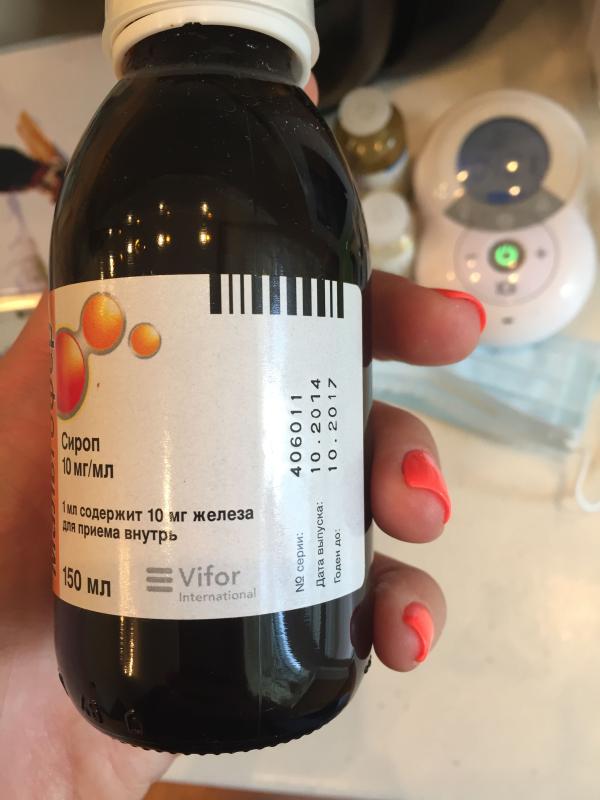 Сироп
10 мг/мл
1 мл содержит 10 мг железа
для приема внутрь
150 мл
Vifor
International
№ серии: 406011
Дата выпуска: 10.2014
Годен до: 10.2017